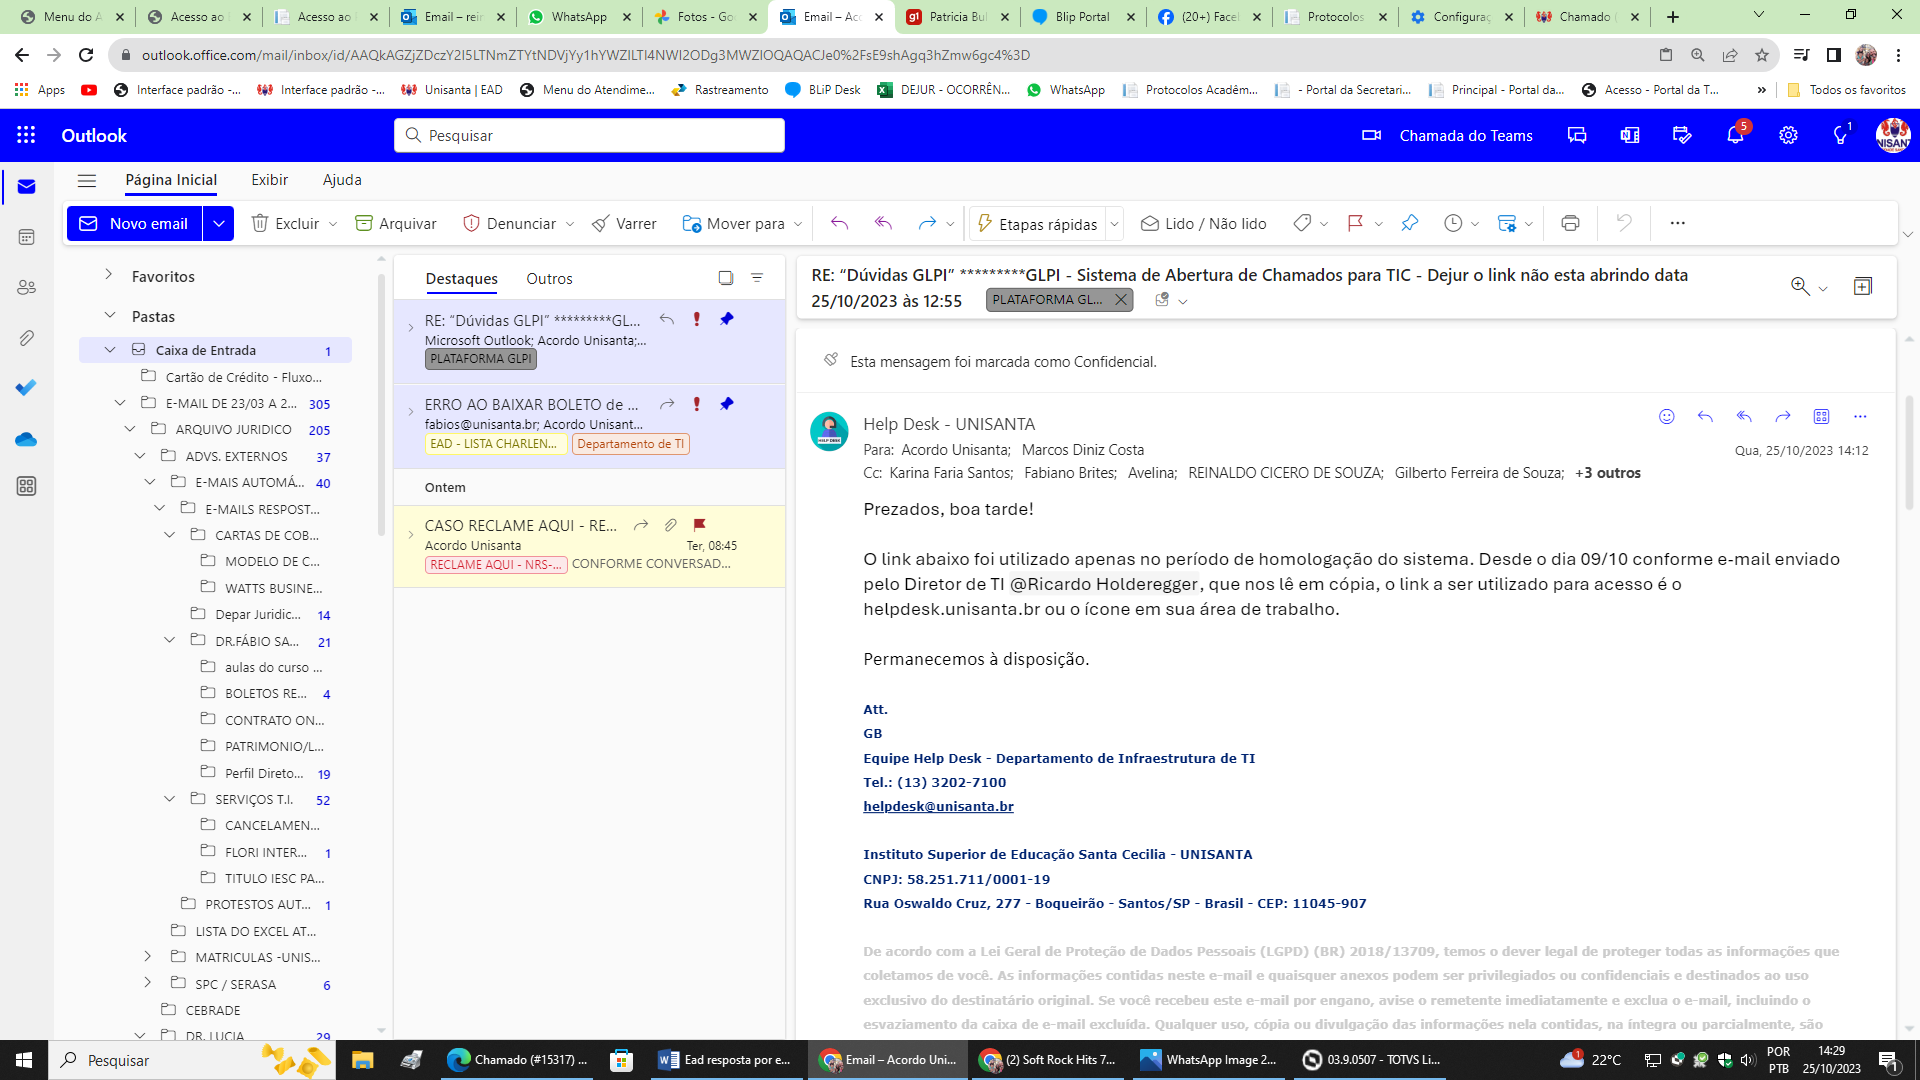 Menu do A
Acesso ao
Acesso ao
Email – rei
WhatsApp
Fotos - Go
Email – Aco
Patricia Bul
Blip Portal
(20+) Face
Protocolos
Configuraç
Chamado (
outlook.office.com/mail/inbox/id/AAQkAGZjZDczY2I5LTNmZTYtNDVjYy1hYWZlLTI4NWI2ODg3MWZlOQAQACJe0%2FsE9shAgq3hZmw6gc4%3D
Apps
Interface padrão -...
Interface padrão -...
Unisanta | EAD
Menu do Atendime...
Rastreamento
BLiP Desk
DEJUR - OCORRÊN...
WhatsApp
Protocolos Acadêm...
- Portal da Secretari...
Principal - Portal da...
Acesso - Portal da T...
»
Todos os favoritos
Outlook
Pesquisar
Chamada do Teams
5
1
Página Inicial
Exibir
Ajuda
Novo email
Excluir
Arquivar
Denunciar
Varrer
Mover para
Etapas rápidas
Lido / Não lido
Favoritos
Pastas
Caixa de Entrada 1
Cartão de Crédito - Fluxo...
E-MAIL DE 23/03 A 2... 305
ARQUIVO JURIDICO 205
ADVS. EXTERNOS 37
E-MAIS AUTOMÁ... 40
E-MAILS RESPOST...
CARTAS DE COB...
MODELO DE C...
WATTS BUSINE...
Depar Juridic... 14
DR.FÁBIO SA... 21
aulas do curso ...
BOLETOS RE... 4
CONTRATO ON...
PATRIMONIO/L...
Perfil Direto... 19
SERVIÇOS T.I. 52
CANCELAMEN...
FLORI INTER... 1
TITULO IESC PA...
PROTESTOS AUT... 1
LISTA DO EXCEL AT...
MATRICULAS -UNIS...
SPC / SERASA 6
CEBRADE
DR. LUCIA 29
Destaques
Outros
RE: “Dúvidas GLPI” *********GL...
Microsoft Outlook; Acordo Unisanta;...
PLATAFORMA GLPI
ERRO AO BAIXAR BOLETO de ...
fabios@unisanta.br; Acordo Unisant...
EAD - LISTA CHARLEN...
Departamento de TI
Ontem
CASO RECLAME AQUI - RE...
Acordo Unisanta
Ter, 08:45
RECLAME AQUI - NRS-...
CONFORME CONVERSAD...
RE: “Dúvidas GLPI” *********GLPI - Sistema de Abertura de Chamados para TIC - Dejur o link não esta abrindo data
25/10/2023 às 12:55
PLATAFORMA GL...
Esta mensagem foi marcada como Confidencial.
Help Desk - UNISANTA
Para: Acordo Unisanta; Marcos Diniz Costa
Qua, 25/10/2023 14:12
Cc: Karina Faria Santos; Fabiano Brites; Avelina; REINALDO CICERO DE SOUZA; Gilberto Ferreira de Souza; +3 outros
Prezados, boa tarde!
O link abaixo foi utilizado apenas no período de homologação do sistema. Desde o dia 09/10 conforme e-mail enviado
pelo Diretor de TI @Ricardo Holderegger, que nos lê em cópia, o link a ser utilizado para acesso é o
helpdesk.unisanta.br ou o ícone em sua área de trabalho.
Permanecemos à disposição.
Att.
GB
Equipe Help Desk - Departamento de Infraestrutura de TI
Tel.: (13) 3202-7100
helpdesk@unisanta.br
Instituto Superior de Educação Santa Cecilia - UNISANTA
CNPJ: 58.251.711/0001-19
Rua Oswaldo Cruz, 277 - Boqueirão - Santos/SP - Brasil - CEP: 11045-907
De acordo com a Lei Geral de Proteção de Dados Pessoais (LGPD) (BR) 2018/13709, temos o dever legal de proteger todas as informações que
coletamos de você. As informações contidas neste e-mail e quaisquer anexos podem ser privilegiados ou confidenciais e destinados ao uso
exclusivo do destinatário original. Se você recebeu este e-mail por engano, avise o remetente imediatamente e exclua o e-mail, incluindo o
esvaziamento da caixa de e-mail excluída. Qualquer uso, cópia ou divulgação das informações nela contidas, na íntegra ou parcialmente, são
Pesquisar
Chamado (#15317) ...
Ead resposta por e...
Email – Acordo Uni...
(2) Soft Rock Hits 7...
WhatsApp Image 2...
03.9.0507 - TOTVS Li...
1
22°C
POR
PTB
14:29
25/10/2023
1